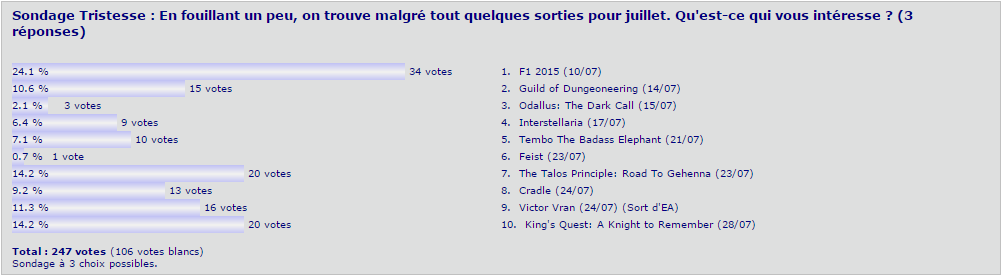 Sondage Tristesse : En fouillant un peu, on trouve malgré tout quelques sorties pour juillet. Qu'est-ce qui vous intéresse ? (3
réponses)
24.1 % 34 votes 1. F1 2015 (10/07)
10.6 % 15 votes 2. Guild of Dungeoneering (14/07)
2.1 % 3 votes 3. Odallus: The Dark Call (15/07)
6.4 % 9 votes 4. Interstellaria (17/07)
7.1 % 10 votes 5. Tembo The Badass Elephant (21/07)
0.7 % 1 vote 6. Feist (23/07)
14.2 % 20 votes 7. The Talos Principle: Road To Gehenna (23/07)
9.2 % 13 votes 8. Cradle (24/07)
11.3 % 16 votes 9. Victor Vran (24/07) (Sort d'EA)
14.2 % 20 votes 10. King's Quest: A Knight to Remember (28/07)
Total : 247 votes (106 votes blancs)
Sondage à 3 choix possibles.